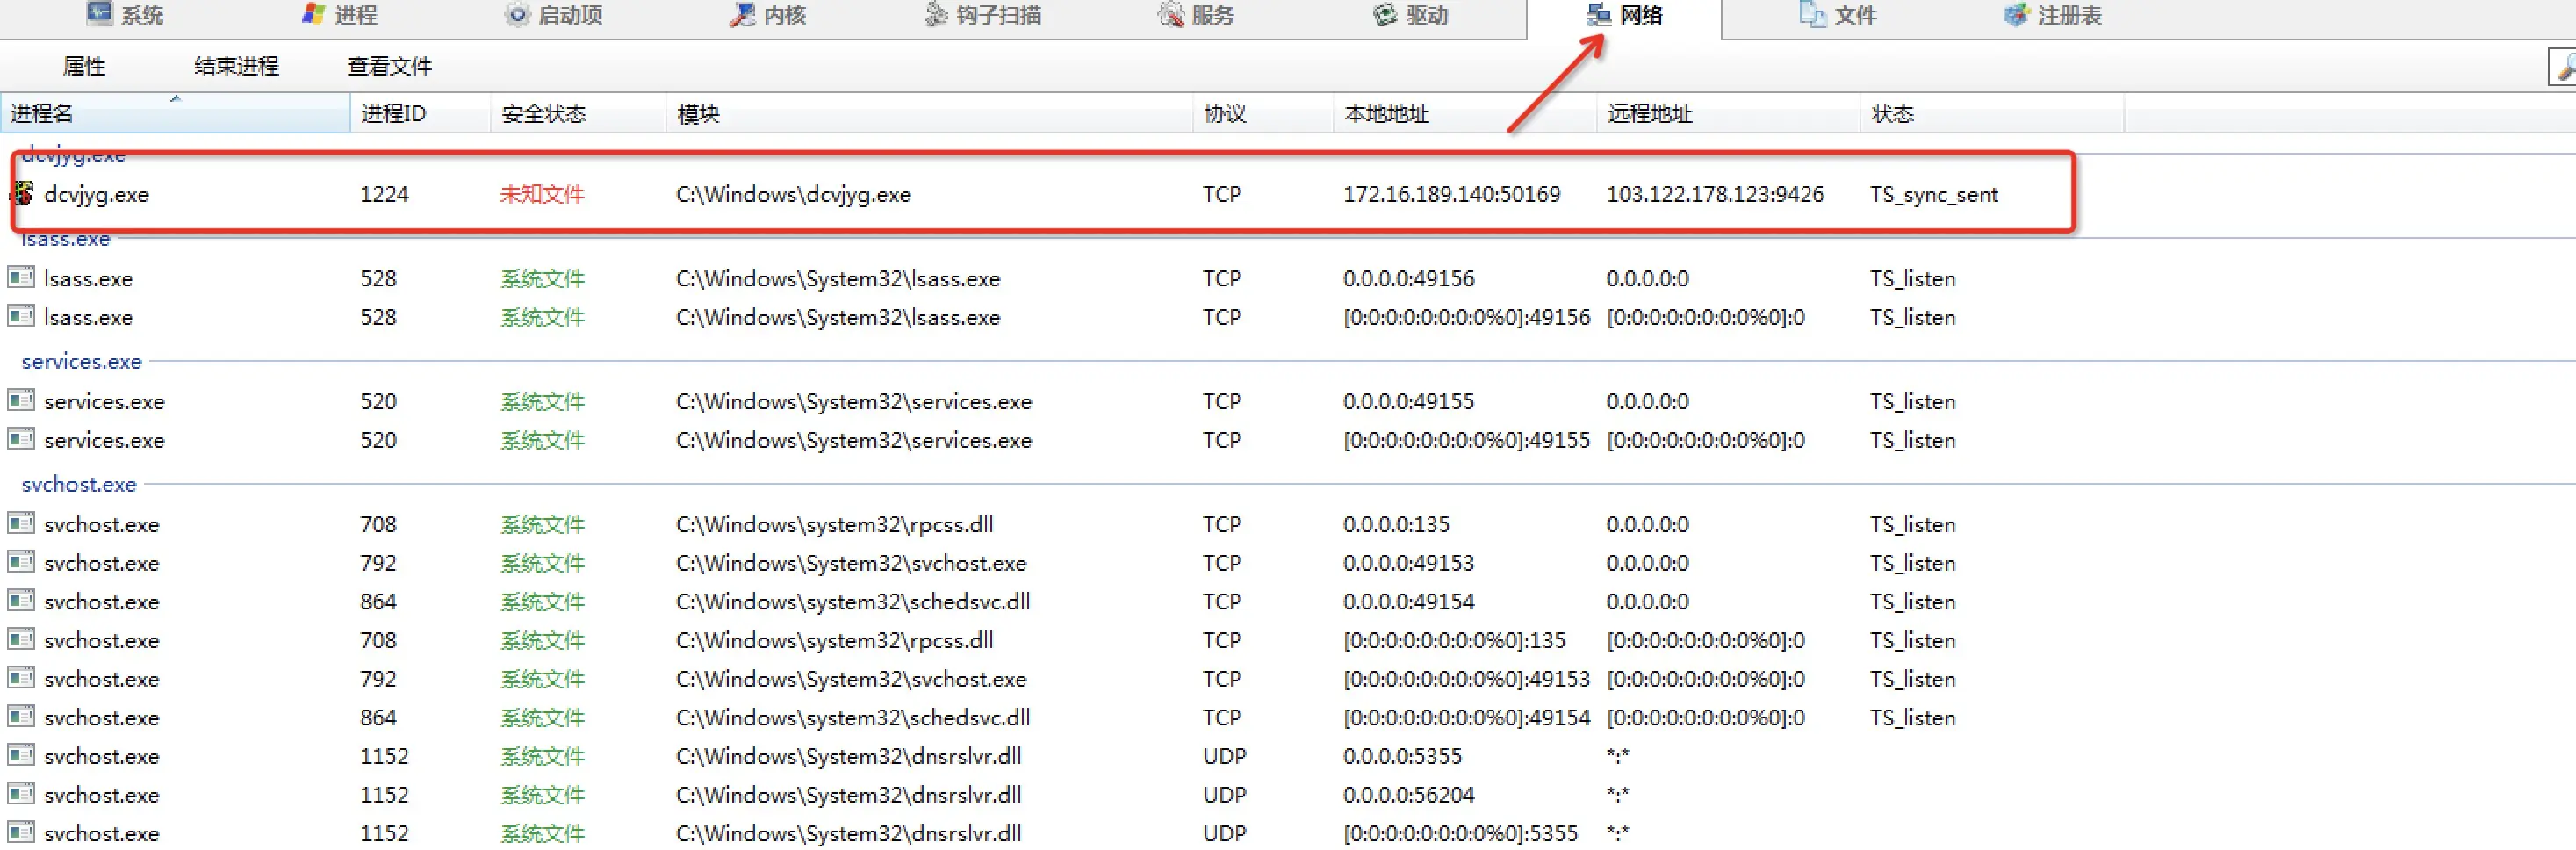 系统 进程 启动项 内核 钩子扫描 服务 驱动 网络 文件 注册表
属性 结束进程 查看文件
进程名 进程ID 安全状态 模块 协议 本地地址 远程地址 状态
dcvjyg.exe
dcvjyg.exe 1224 未知文件 C:\Windows\dcvjyg.exe TCP 172.16.189.140:50169 103.122.178.123:9426 TS_sync_sent
lsass.exe
lsass.exe 528 系统文件 C:\Windows\System32\lsass.exe TCP 0.0.0.0:49156 0.0.0.0:0 TS_listen
lsass.exe 528 系统文件 C:\Windows\System32\lsass.exe TCP [0:0:0:0:0:0:0:0%0]:49156 [0:0:0:0:0:0:0:0%0]:0 TS_listen
services.exe
services.exe 520 系统文件 C:\Windows\System32\services.exe TCP 0.0.0.0:49155 0.0.0.0:0 TS_listen
services.exe 520 系统文件 C:\Windows\System32\services.exe TCP [0:0:0:0:0:0:0:0%0]:49155 [0:0:0:0:0:0:0:0%0]:0 TS_listen
svchost.exe
svchost.exe 708 系统文件 C:\Windows\system32\rpcss.dll TCP 0.0.0.0:135 0.0.0.0:0 TS_listen
svchost.exe 792 系统文件 C:\Windows\System32\svchost.exe TCP 0.0.0.0:49153 0.0.0.0:0 TS_listen
svchost.exe 864 系统文件 C:\Windows\system32\schedsvc.dll TCP 0.0.0.0:49154 0.0.0.0:0 TS_listen
svchost.exe 708 系统文件 C:\Windows\system32\rpcss.dll TCP [0:0:0:0:0:0:0:0%0]:135 [0:0:0:0:0:0:0:0%0]:0 TS_listen
svchost.exe 792 系统文件 C:\Windows\System32\svchost.exe TCP [0:0:0:0:0:0:0:0%0]:49153 [0:0:0:0:0:0:0:0%0]:0 TS_listen
svchost.exe 864 系统文件 C:\Windows\system32\schedsvc.dll TCP [0:0:0:0:0:0:0:0%0]:49154 [0:0:0:0:0:0:0:0%0]:0 TS_listen
svchost.exe 1152 系统文件 C:\Windows\System32\dnsrslvr.dll UDP 0.0.0.0:5355 *:*
svchost.exe 1152 系统文件 C:\Windows\System32\dnsrslvr.dll UDP 0.0.0.0:56204 *:*
svchost.exe 1152 系统文件 C:\Windows\System32\dnsrslvr.dll UDP [0:0:0:0:0:0:0:0%0]:5355 *:*